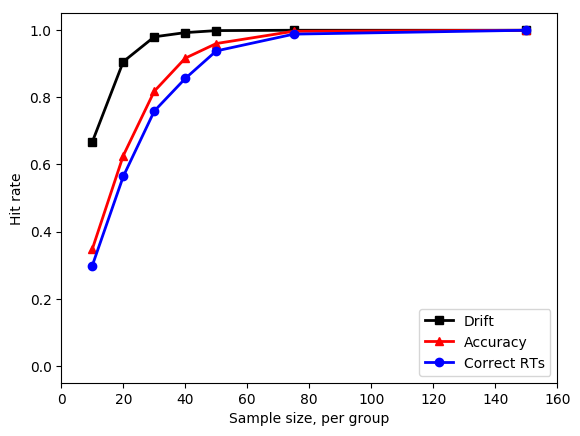 1.0
0.8
0.6
0.4
0.2
0.0
Hit rate
0 20 40 60 80 100 120 140 160
Sample size, per group
Drift
Accuracy
Correct RTs